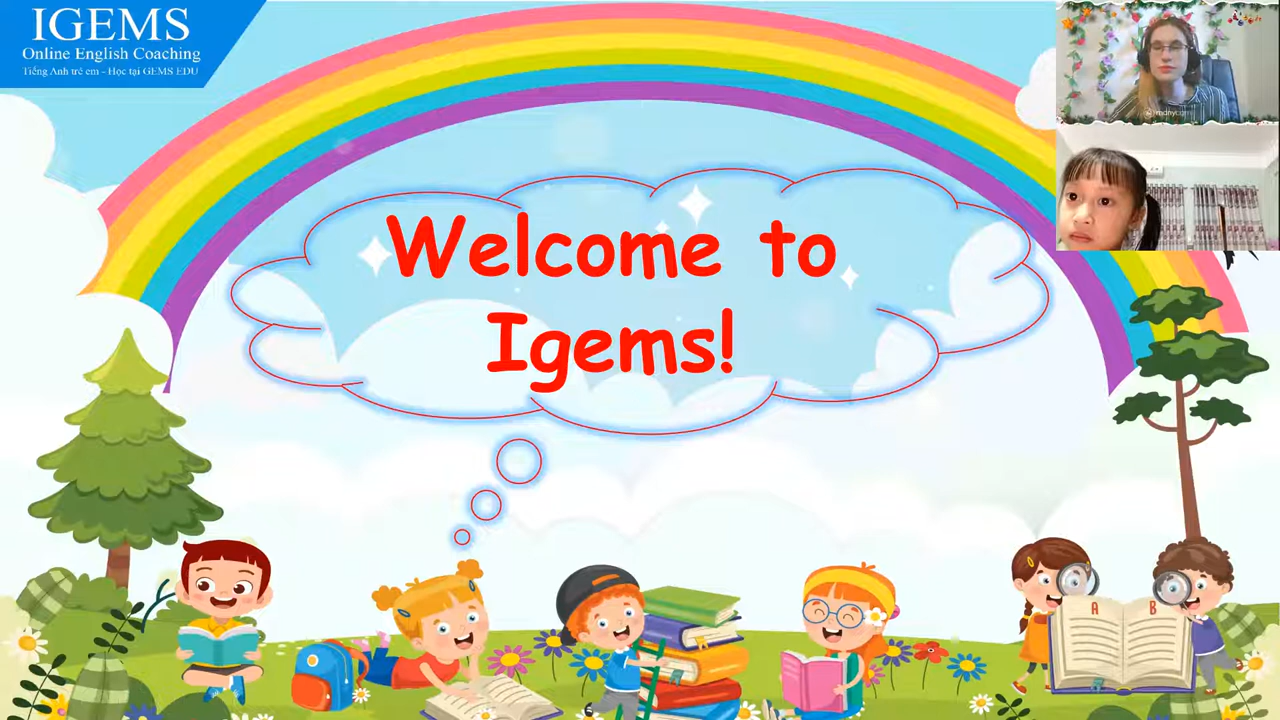 IGEMS
Online English Coaching
Tiếng Anh trẻ em - Học tại GEMS EDU
Welcome to
Igems!
A B